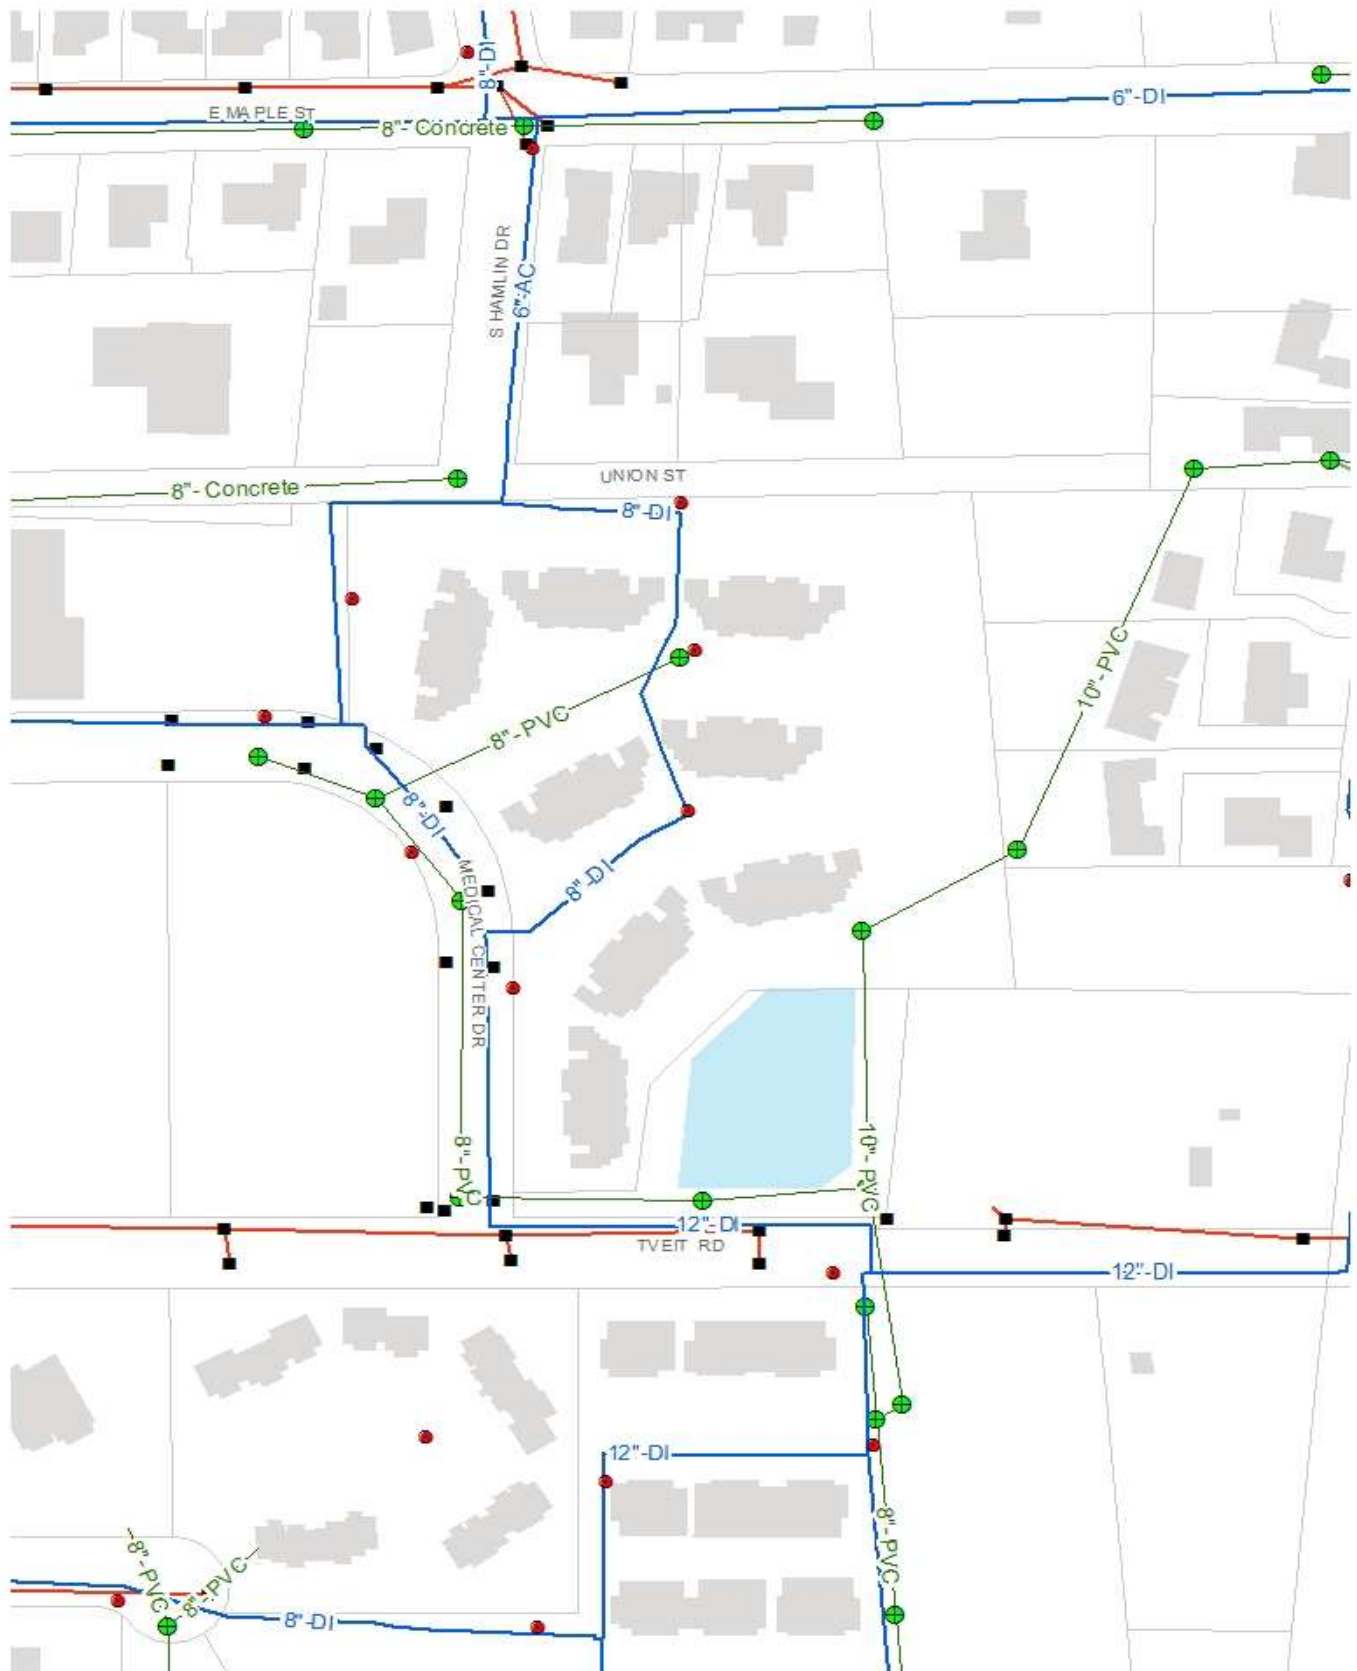 8"-DI
6"-DI
E MAPLE ST
8"- Concrete
S HAMLIN DR
6"-AC
UNION ST
8"- Concrete
8"-DI
10"-PVC
8"-PVC
8"-DI
8"-DI
MEDICAL CENTER DR
8"-PVC
10"-PVC
12"-DI
TVEIT RD
12"-DI
12"-DI
8"-PVC
8"-PVC
8"-PVC
8"-DI